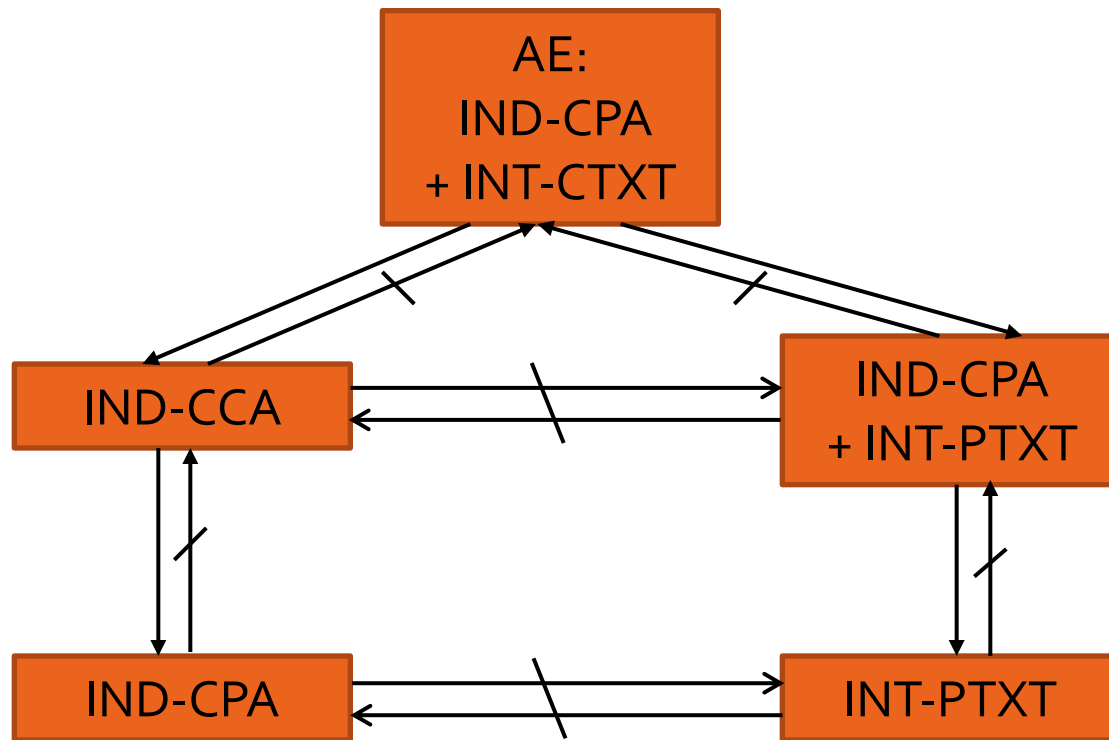 AE:
IND-CPA
+ INT-CTXT
IND-CCA
IND-CPA
+ INT-PTXT
IND-CPA
INT-PTXT